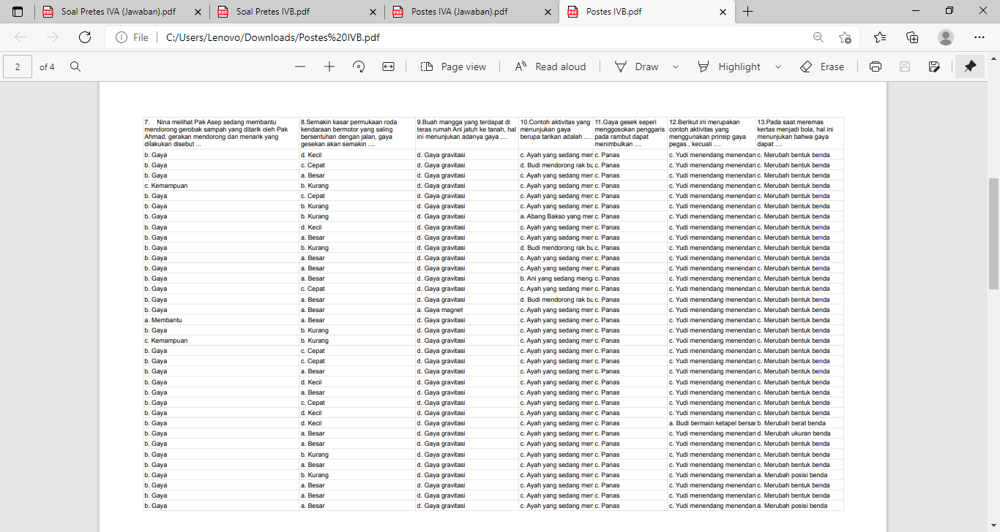 Soal Pretes IVA (Jawaban).pdf
Soal Pretes IVB.pdf
Postes IVA (Jawaban).pdf
Postes IVB.pdf
File
C:/Users/Lenovo/Downloads/Postes%20IVB.pdf
2 of 4
Page view
Read aloud
Draw
Highlight
Erase
7. Nina melihat Pak Asep sedang membantu
mendorong gerobak sampah yang ditarik oleh Pak
Ahmad, gerakan mendorong dan menarik yang
dilakukan disebut ...
8.Semakin kasar permukaan roda
kendaraan bermotor yang saling
bersentuhan dengan jalan, gaya
gesekan akan semakin ....
9.Buah mangga yang terdapat di
teras rumah Ani jatuh ke tanah, hal
ini menunjukan adanya gaya ....
10.Contoh aktivitas yang
menunjukan gaya
berupa tarikan adalah ....
11.Gaya gesek seperi
menggosokan penggaris
pada rambut dapat
menimbulkan ....
12.Berikut ini merupakan
contoh aktivitas yang
menggunakan prinsip gaya
pegas , kecuali ....
13.Pada saat meremas
kertas menjadi bola, hal ini
menunjukan bahwa gaya
dapat ....
b. Gaya d. Kecil d. Gaya gravitasi c. Ayah yang sedang mer c. Panas c. Yudi menendang menendan c. Merubah bentuk benda
b. Gaya c. Cepat d. Gaya gravitasi d. Budi mendorong rak bu c. Panas c. Yudi menendang menendan c. Merubah bentuk benda
b. Gaya a. Besar d. Gaya gravitasi c. Ayah yang sedang mer c. Panas c. Yudi menendang menendan c. Merubah bentuk benda
c. Kemampuan b. Kurang d. Gaya gravitasi c. Ayah yang sedang mer c. Panas c. Yudi menendang menendan c. Merubah bentuk benda
b. Gaya c. Cepat d. Gaya gravitasi c. Ayah yang sedang mer c. Panas c. Yudi menendang menendan c. Merubah bentuk benda
b. Gaya b. Kurang d. Gaya gravitasi c. Ayah yang sedang mer c. Panas c. Yudi menendang menendan c. Merubah bentuk benda
b. Gaya b. Kurang d. Gaya gravitasi a. Abang Bakso yang mer c. Panas c. Yudi menendang menendan c. Merubah bentuk benda
b. Gaya d. Kecil d. Gaya gravitasi c. Ayah yang sedang mer c. Panas c. Yudi menendang menendan c. Merubah bentuk benda
b. Gaya a. Besar d. Gaya gravitasi c. Ayah yang sedang mer c. Panas c. Yudi menendang menendan c. Merubah bentuk benda
b. Gaya b. Kurang d. Gaya gravitasi d. Budi mendorong rak bu c. Panas c. Yudi menendang menendan c. Merubah bentuk benda
b. Gaya a. Besar d. Gaya gravitasi c. Ayah yang sedang mer c. Panas c. Yudi menendang menendan c. Merubah bentuk benda
b. Gaya a. Besar d. Gaya gravitasi c. Ayah yang sedang mer c. Panas c. Yudi menendang menendan c. Merubah bentuk benda
b. Gaya a. Besar d. Gaya gravitasi b. Ani yang sedang meng c. Panas c. Yudi menendang menendan c. Merubah bentuk benda
b. Gaya c. Cepat d. Gaya gravitasi c. Ayah yang sedang mer c. Panas c. Yudi menendang menendan c. Merubah bentuk benda
b. Gaya a. Besar d. Gaya gravitasi d. Budi mendorong rak bu c. Panas c. Yudi menendang menendan c. Merubah bentuk benda
b. Gaya a. Besar a. Gaya magnet c. Ayah yang sedang mer c. Panas c. Yudi menendang menendan c. Merubah bentuk benda
a. Membantu a. Besar d. Gaya gravitasi c. Ayah yang sedang mer c. Panas c. Yudi menendang menendan c. Merubah bentuk benda
b. Gaya b. Kurang d. Gaya gravitasi c. Ayah yang sedang mer c. Panas c. Yudi menendang menendan c. Merubah bentuk benda
c. Kemampuan b. Kurang d. Gaya gravitasi c. Ayah yang sedang mer c. Panas c. Yudi menendang menendan c. Merubah bentuk benda
b. Gaya c. Cepat d. Gaya gravitasi c. Ayah yang sedang mer c. Panas c. Yudi menendang menendan c. Merubah bentuk benda
b. Gaya c. Cepat d. Gaya gravitasi c. Ayah yang sedang mer c. Panas c. Yudi menendang menendan c. Merubah bentuk benda
b. Gaya a. Besar d. Gaya gravitasi c. Ayah yang sedang mer c. Panas c. Yudi menendang menendan c. Merubah bentuk benda
b. Gaya d. Kecil d. Gaya gravitasi c. Ayah yang sedang mer c. Panas c. Yudi menendang menendan c. Merubah bentuk benda
b. Gaya a. Besar d. Gaya gravitasi c. Ayah yang sedang mer c. Panas c. Yudi menendang menendan c. Merubah bentuk benda
b. Gaya c. Cepat d. Gaya gravitasi c. Ayah yang sedang mer c. Panas c. Yudi menendang menendan c. Merubah bentuk benda
b. Gaya d. Kecil d. Gaya gravitasi c. Ayah yang sedang mer c. Panas c. Yudi menendang menendan c. Merubah bentuk benda
b. Gaya d. Kecil d. Gaya gravitasi c. Ayah yang sedang mer c. Panas a. Budi bermain ketapel bersar b. Merubah berat benda
b. Gaya a. Besar d. Gaya gravitasi c. Ayah yang sedang mer c. Panas c. Yudi menendang menendan d. Merubah ukuran benda
b. Gaya a. Besar d. Gaya gravitasi c. Ayah yang sedang mer c. Panas c. Yudi menendang menendan c. Merubah bentuk benda
b. Gaya b. Kurang d. Gaya gravitasi c. Ayah yang sedang mer c. Panas c. Yudi menendang menendan c. Merubah bentuk benda
b. Gaya a. Besar d. Gaya gravitasi c. Ayah yang sedang mer c. Panas c. Yudi menendang menendan c. Merubah bentuk benda
b. Gaya b. Kurang d. Gaya gravitasi c. Ayah yang sedang mer c. Panas c. Yudi menendang menendan a. Merubah posisi benda
b. Gaya a. Besar d. Gaya gravitasi c. Ayah yang sedang mer c. Panas c. Yudi menendang menendan c. Merubah bentuk benda
b. Gaya a. Besar d. Gaya gravitasi c. Ayah yang sedang mer c. Panas c. Yudi menendang menendan c. Merubah bentuk benda
b. Gaya a. Besar d. Gaya gravitasi c. Ayah yang sedang mer c. Panas c. Yudi menendang menendan a. Merubah posisi benda